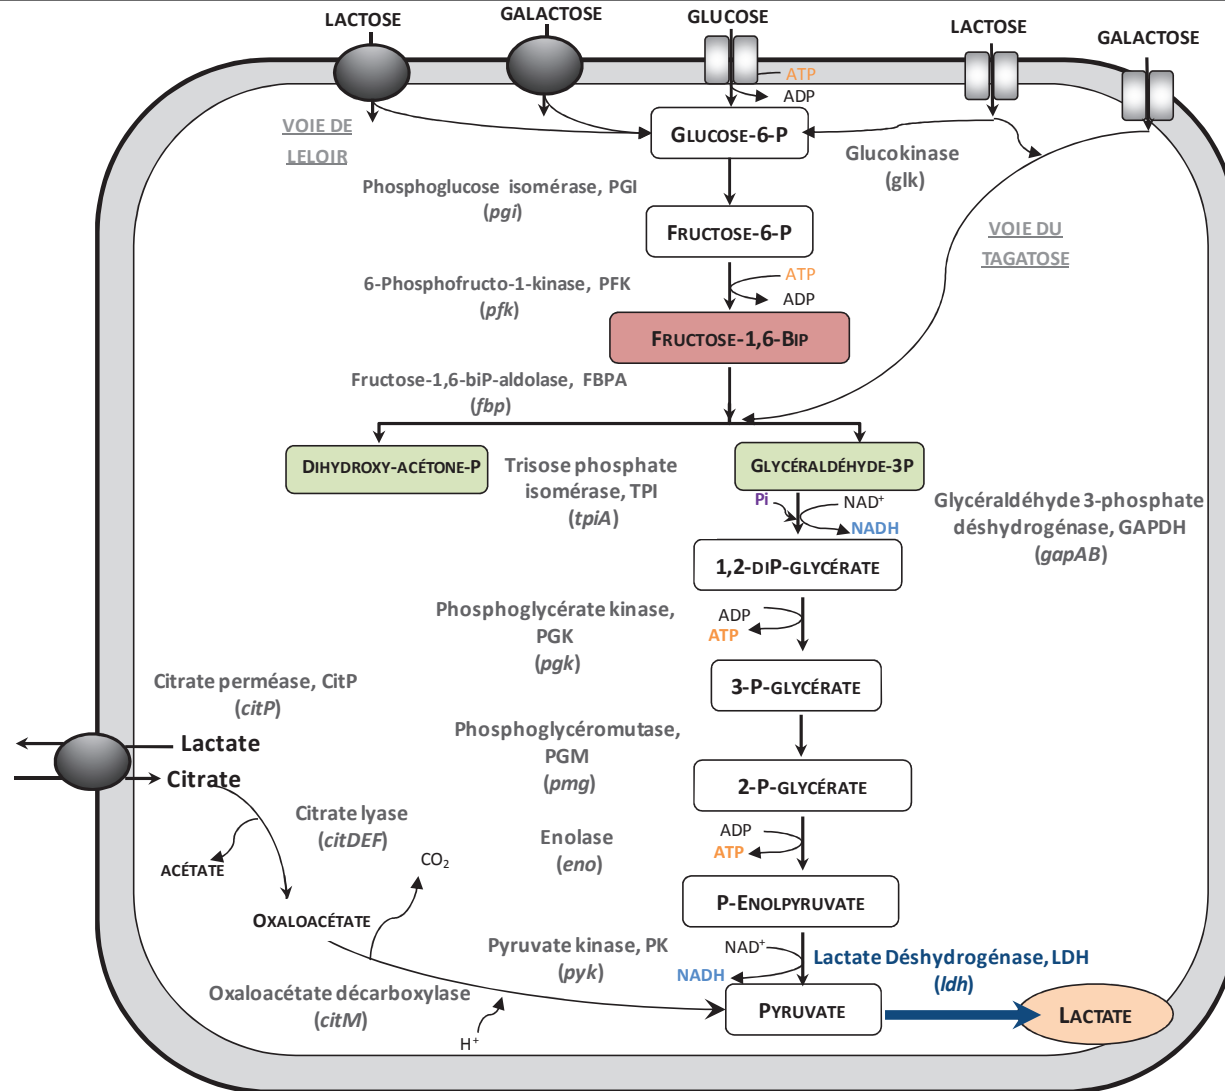 LACTOSE
GALACTOSE
GLUCOSE
LACTOSE
GALACTOSE
ATP
ADP
VOIE DE
LELOIR
GLUCOSE-6-P
Glucokinase
(glk)
Phosphoglucose isomérase, PGI
(pgi)
FRUCTOSE-6-P
VOIE DU
TAGATOSE
6-Phosphofructo-1-kinase, PFK
(pfk)
ATP
ADP
FRUCTOSE-1,6-BIP
Fructose-1,6-biP-aldolase, FBPA
(fbp)
DIHYDROXY-ACÉTONE-P
Trisose phosphate
isomérase, TPI
(tpiA)
GLYCÉRALDÉHYDE-3P
Pi
NAD⁺
NADH
Glycéraldéhyde 3-phosphate
déshydrogénase, GAPDH
(gapAB)
1,2-DIP-GLYCÉRATE
Phosphoglycérate kinase,
PGK
(pgk)
ADP
ATP
3-P-GLYCÉRATE
Citrate perméase, CitP
(citP)
Lactate
Citrate
Phosphoglycéromutase,
PGM
(pmg)
2-P-GLYCÉRATE
Citrate lyase
(citDEF)
ACÉTATE
Enolase
(eno)
ADP
ATP
CO₂
OXALOACÉTATE
P-ENOLPYRUVATE
Pyruvate kinase, PK
(pyk)
NAD⁺
NADH
Lactate Déshydrogénase, LDH
(ldh)
Oxaloacétate décarboxylase
(citM)
H⁺
PYRUVATE
LACTATE